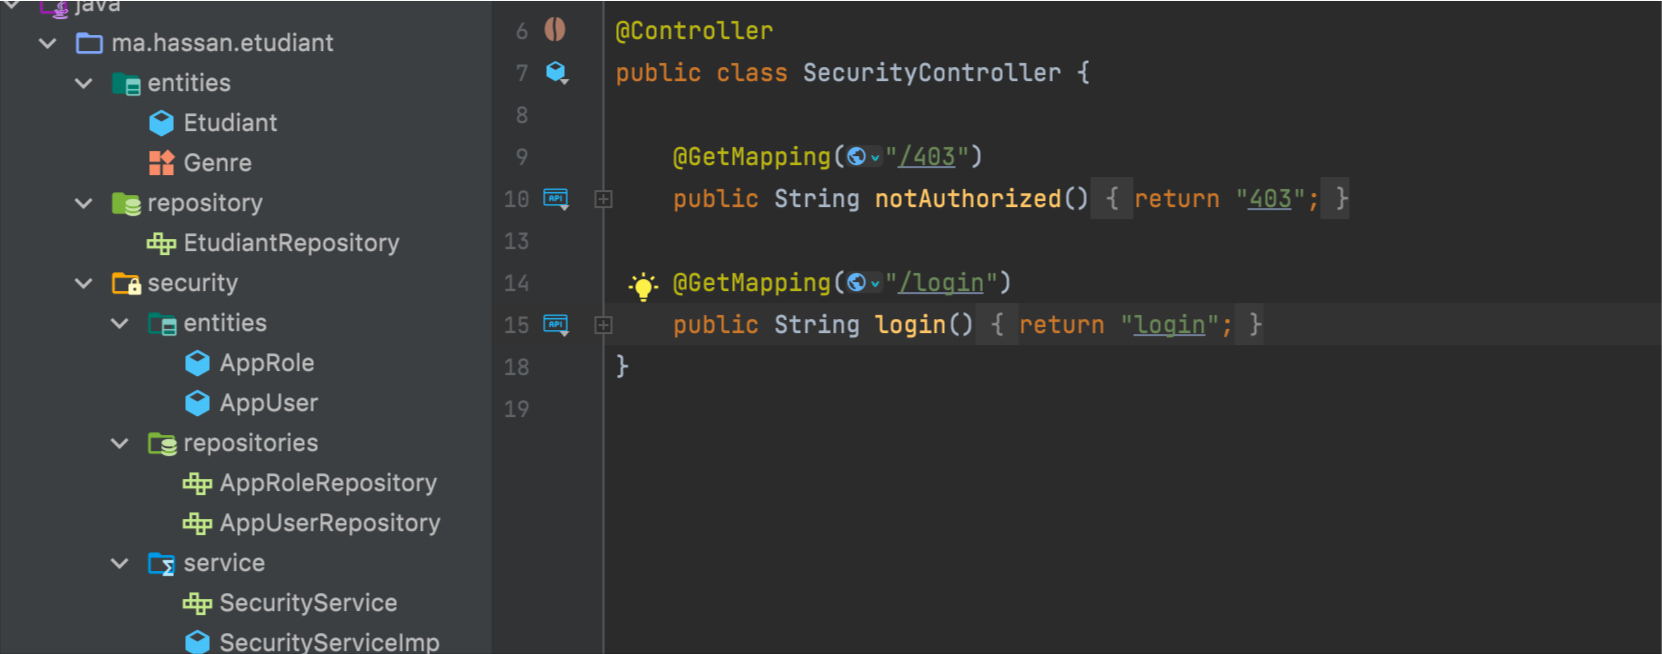 java
ma.hassan.etudiant
entities
Etudiant
Genre
repository
EtudiantRepository
security
entities
AppRole
AppUser
repositories
AppRoleRepository
AppUserRepository
service
SecurityService
SecurityServiceImp
6 @Controller
7 public class SecurityController {
8
9 @GetMapping("/403")
10 API public String notAuthorized() { return "403"; }
13
14 @GetMapping("/login")
15 API public String login() { return "login"; }
18 }
19